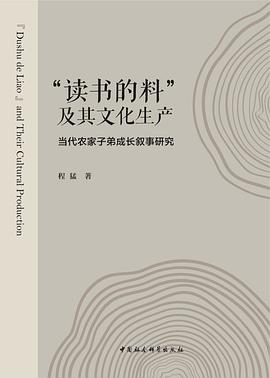 “读书的料”
及其文化生产
当代农家子弟成长叙事研究
程 猛 著
『Dushu de Liao』 and Their Cultural Production
中国社会科学出版社